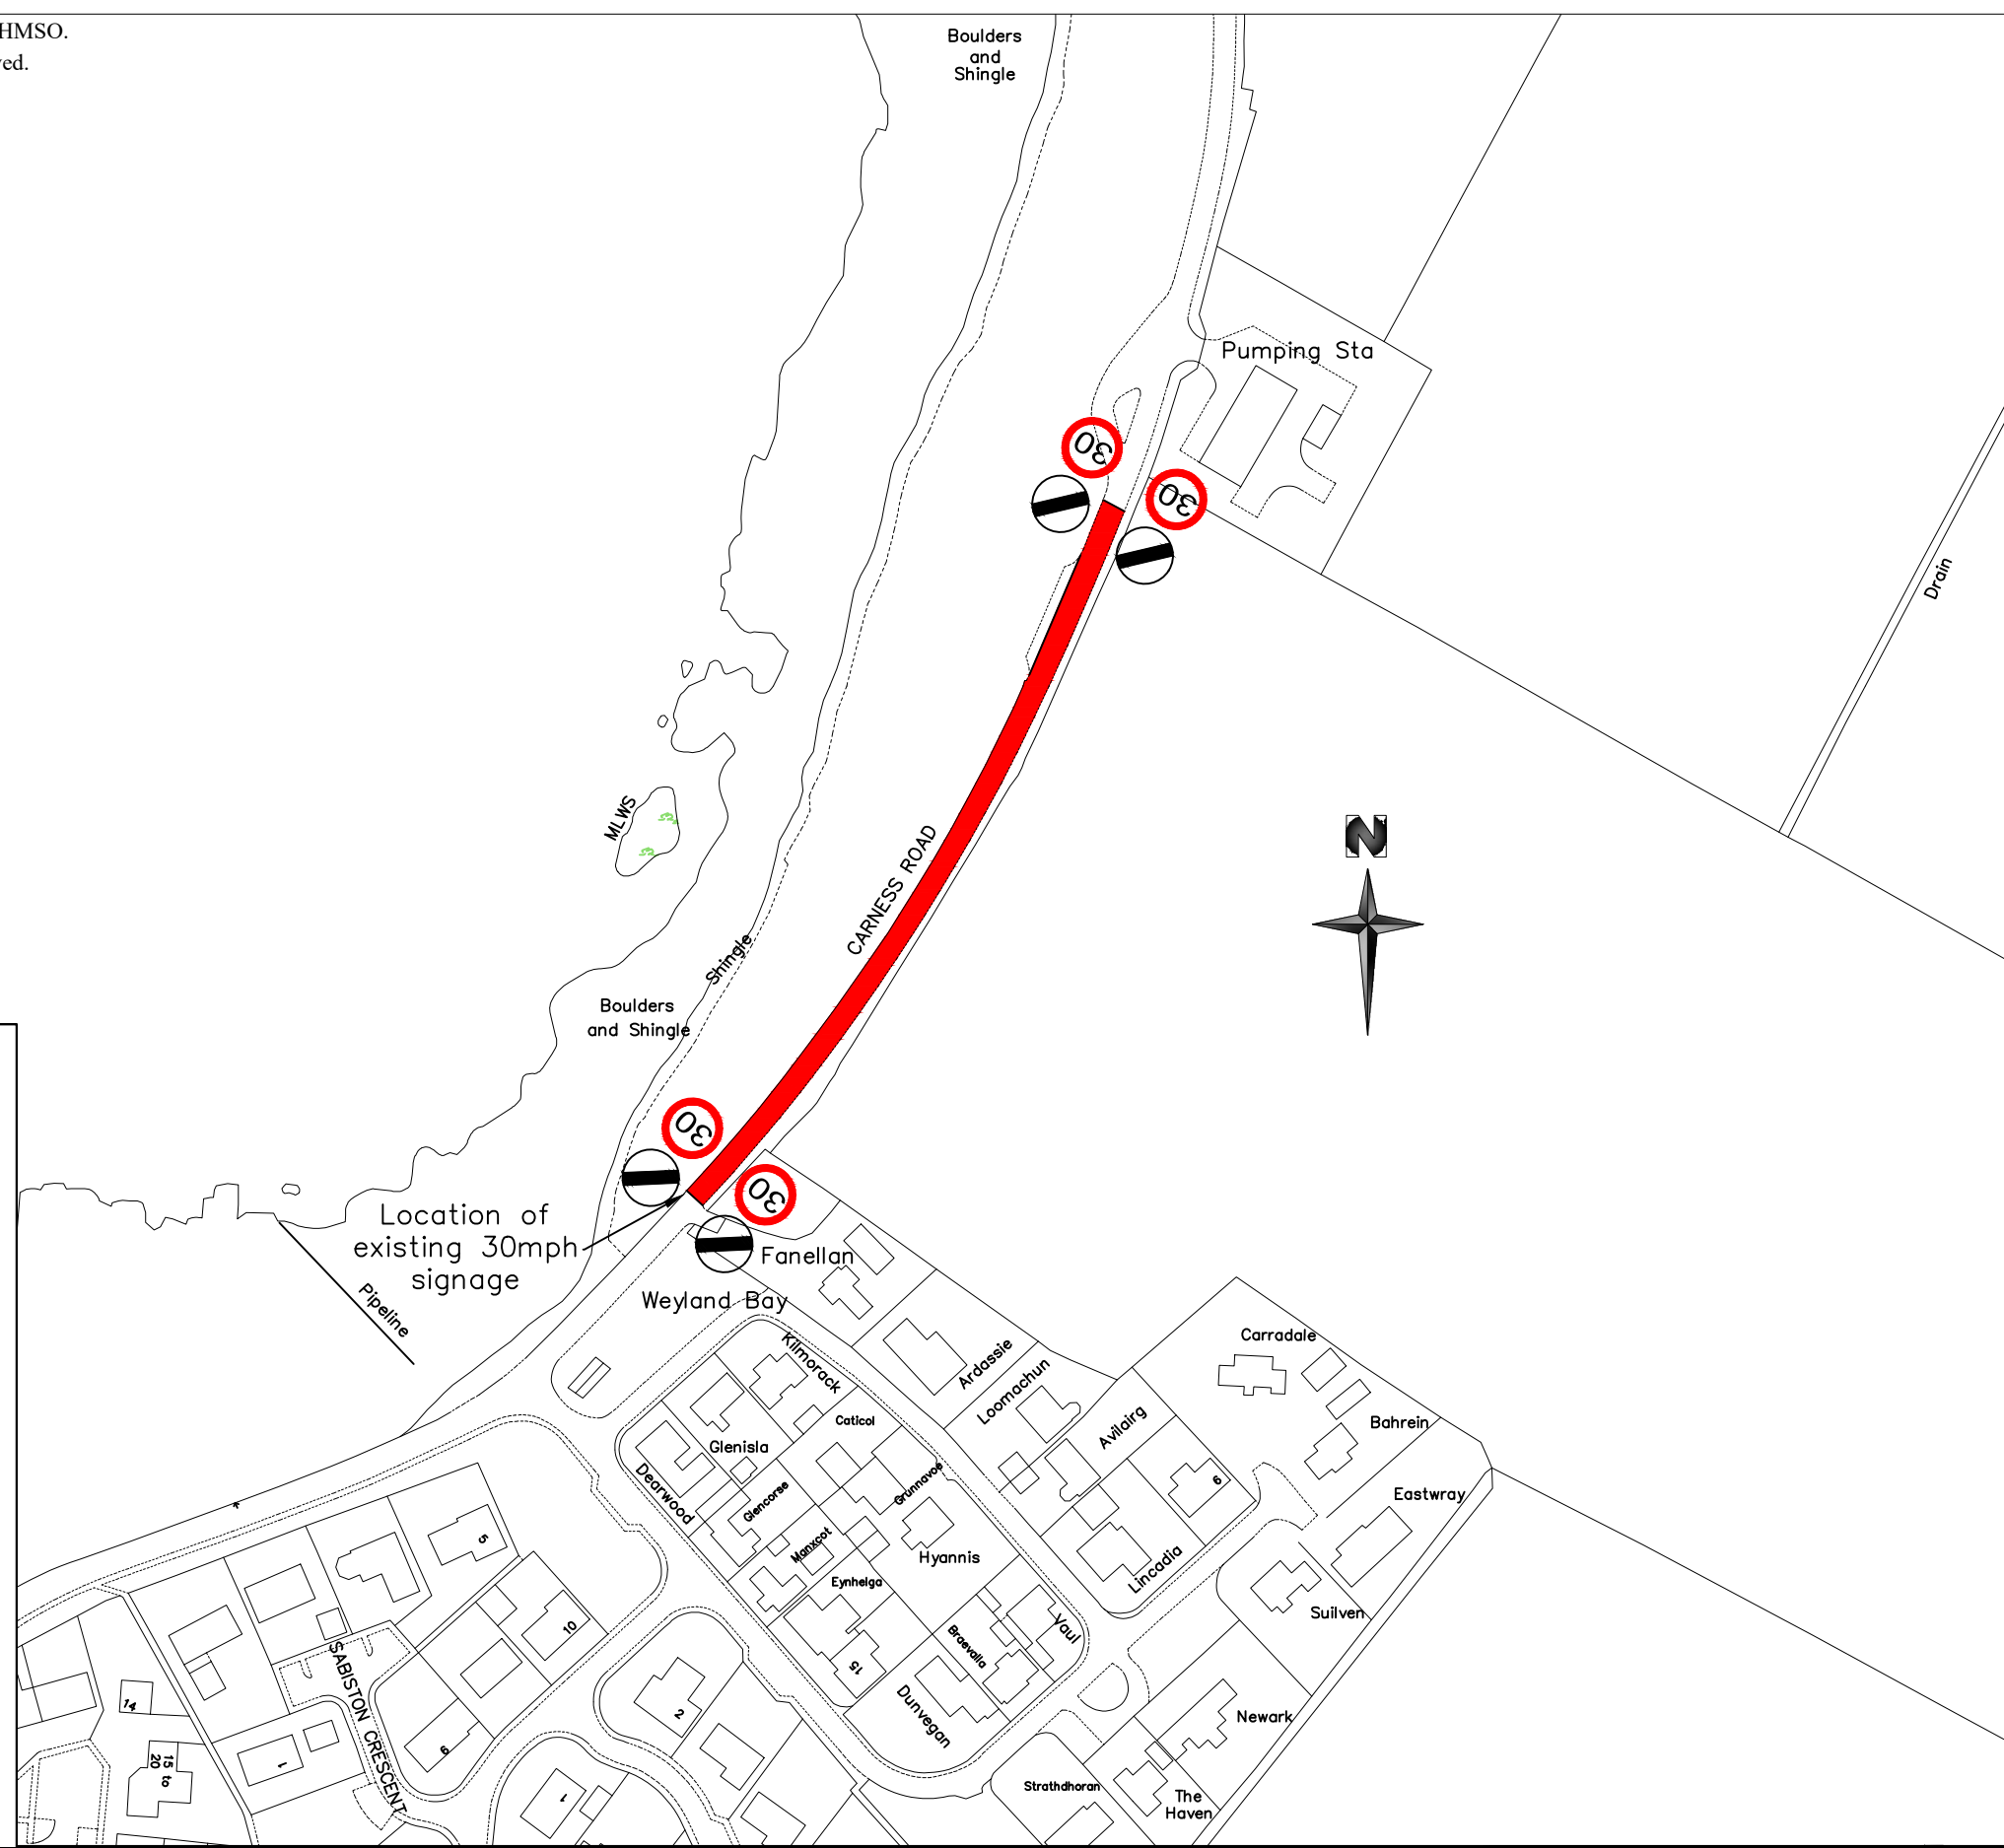 HMSO.
ved.
Boulders
and
Shingle
Pumping Sta
30
30
Drain
N
MLWS
CARNESS ROAD
Shingle
Boulders
and Shingle
30
30
Location of
existing 30mph
signage
Fanellan
Weyland Bay
Pipeline
Kilmorack
Ardassie
Loomachun
Carradale
Avilairg
Bahrein
Caticol
Glenisla
Dearwood
Glencorse
Grunnavoe
Manxcot
Hyannis
Eynhelga
6
Eastway
Lincadia
Suilven
5
10
Vaul
Braevalla
15
Dunvegan
SABISTON CRESCENT
14
15 to
20
1
9
2
1
Newark
Strathdhoran
The
Haven